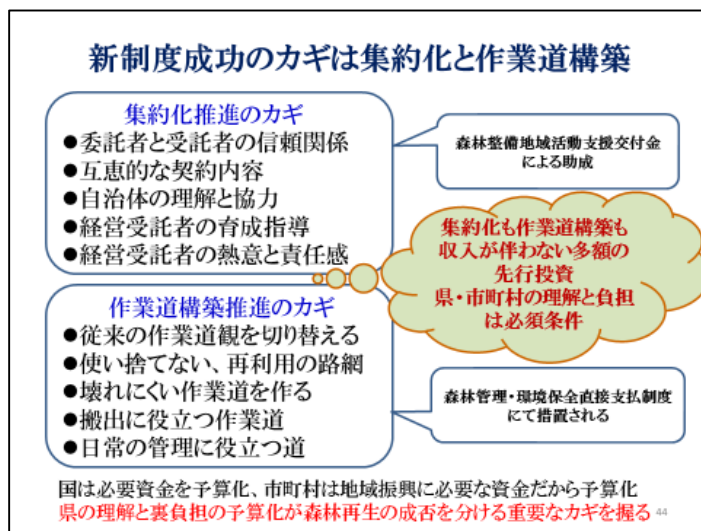 新制度成功のカギは集約化と作業道構築
集約化推進のカギ
●委託者と受託者の信頼関係
●互恵的な契約内容
●自治体の理解と協力
●経営受託者の育成指導
●経営受託者の熱意と責任感
森林整備地域活動支援交付金
による助成
集約化も作業道構築も
収入が伴わない多額の
先行投資
県・市町村の理解と負担
は必須条件
作業道構築推進のカギ
●従来の作業道観を切り替える
●使い捨てない、再利用の路網
●壊れにくい作業道を作る
●搬出に役立つ作業道
●日常の管理に役立つ道
森林管理・環境保全直接支払制度
にて措置される
国は必要資金を予算化、市町村は地域振興に必要な資金だから予算化
県の理解と裏負担の予算化が森林再生の成否を分ける重要なカギを握る
44